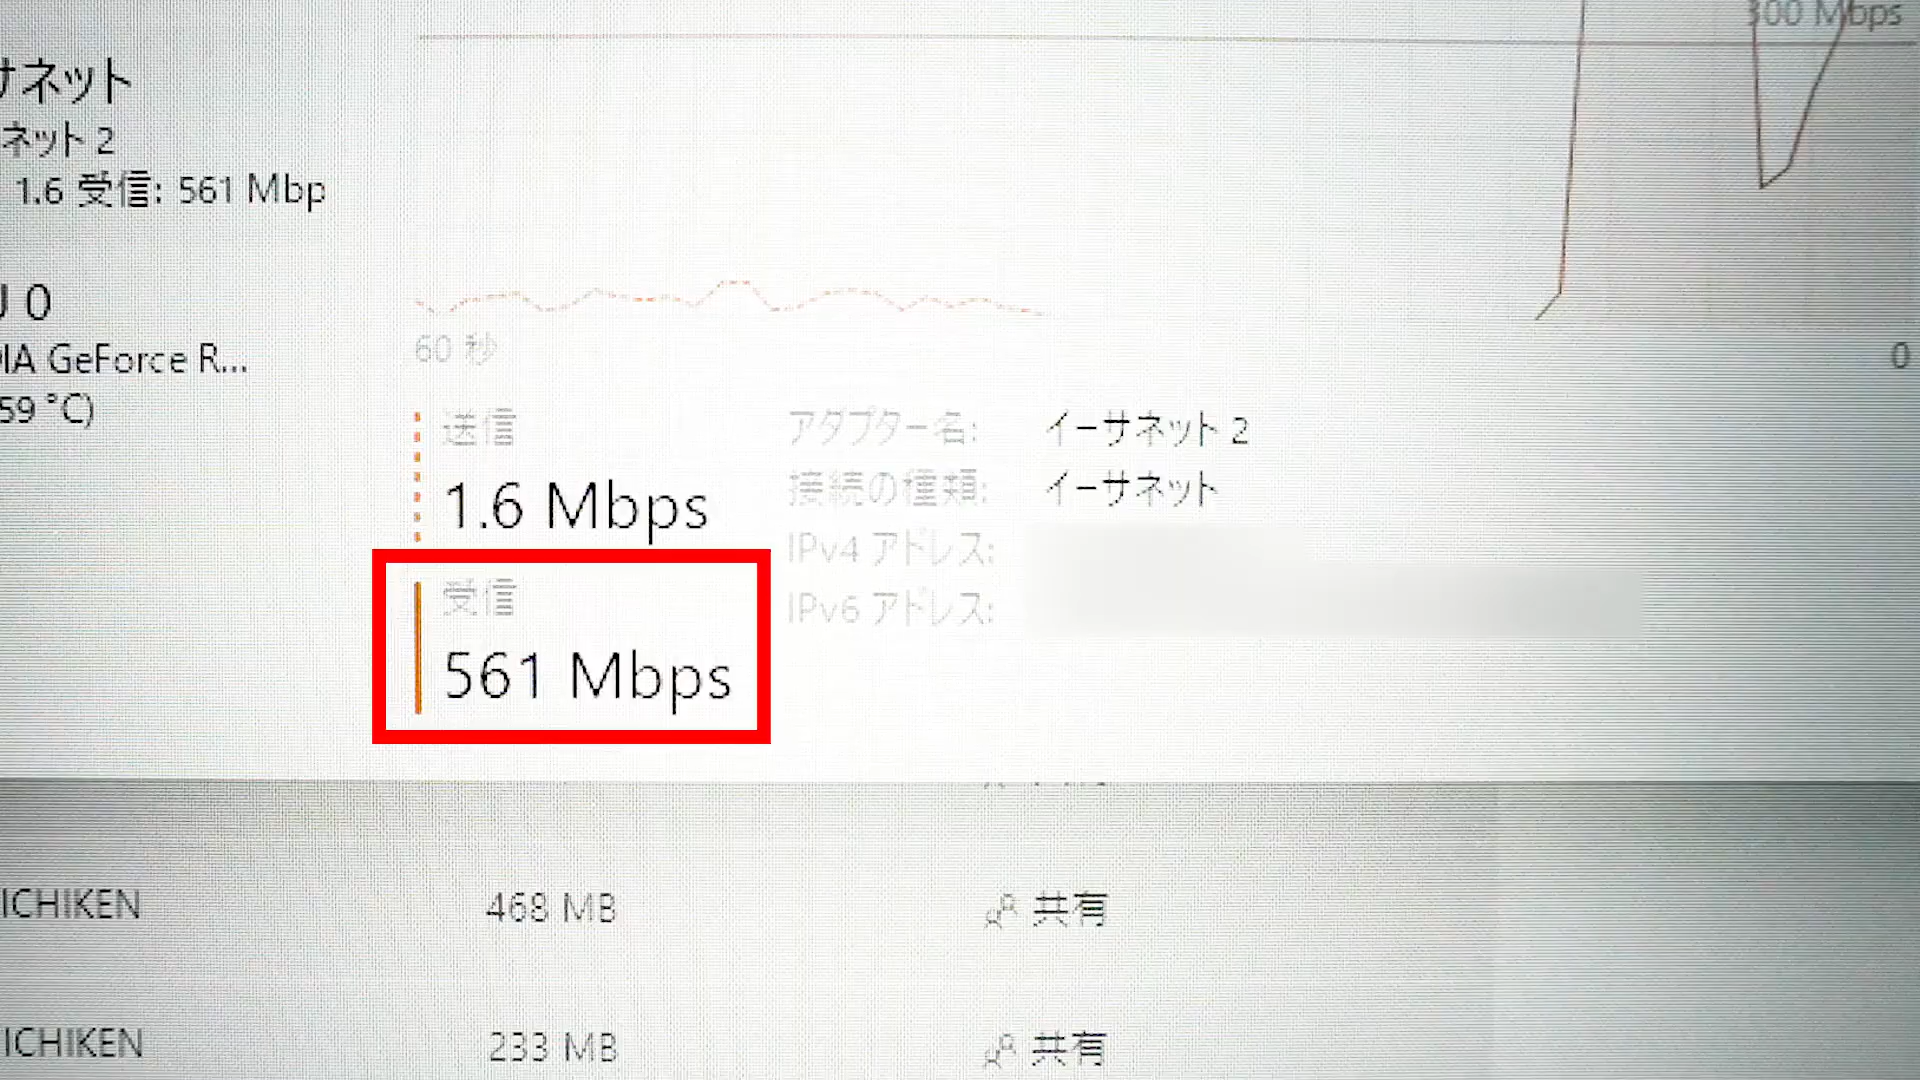 サネット
ネット 2
1.6 受信: 561 Mbp
300 Mbps
U 0
DIA GeForce R...
59 °C)
60 秒
0
送信
1.6 Mbps
受信
561 Mbps
アダプター名: イーサネット 2
接続の種類: イーサネット
IPv4 アドレス:
IPv6 アドレス:
ICHIKEN 468 MB 共有
ICHIKEN 233 MB 共有